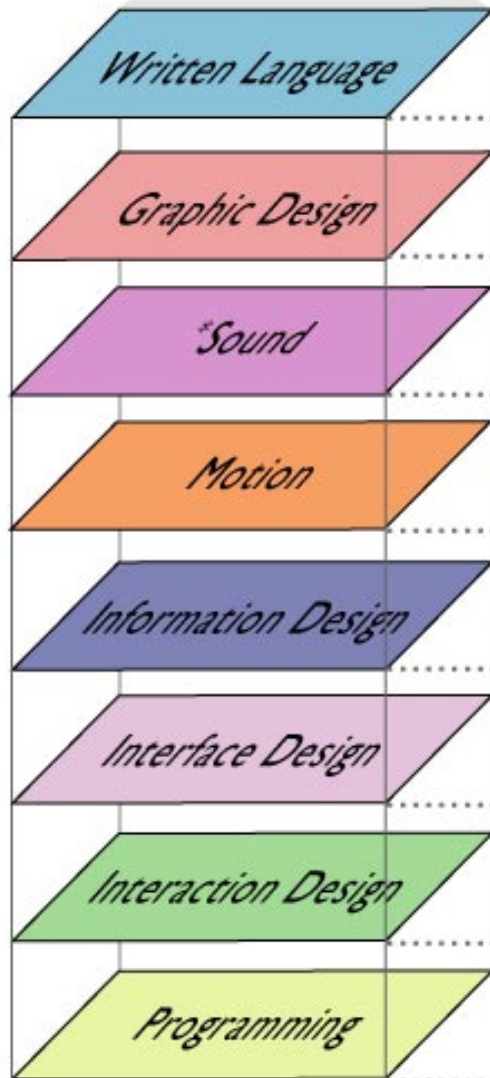 Written Language
Graphic Design
*Sound
Motion
Information Design
Interface Design
Interaction Design
Programming